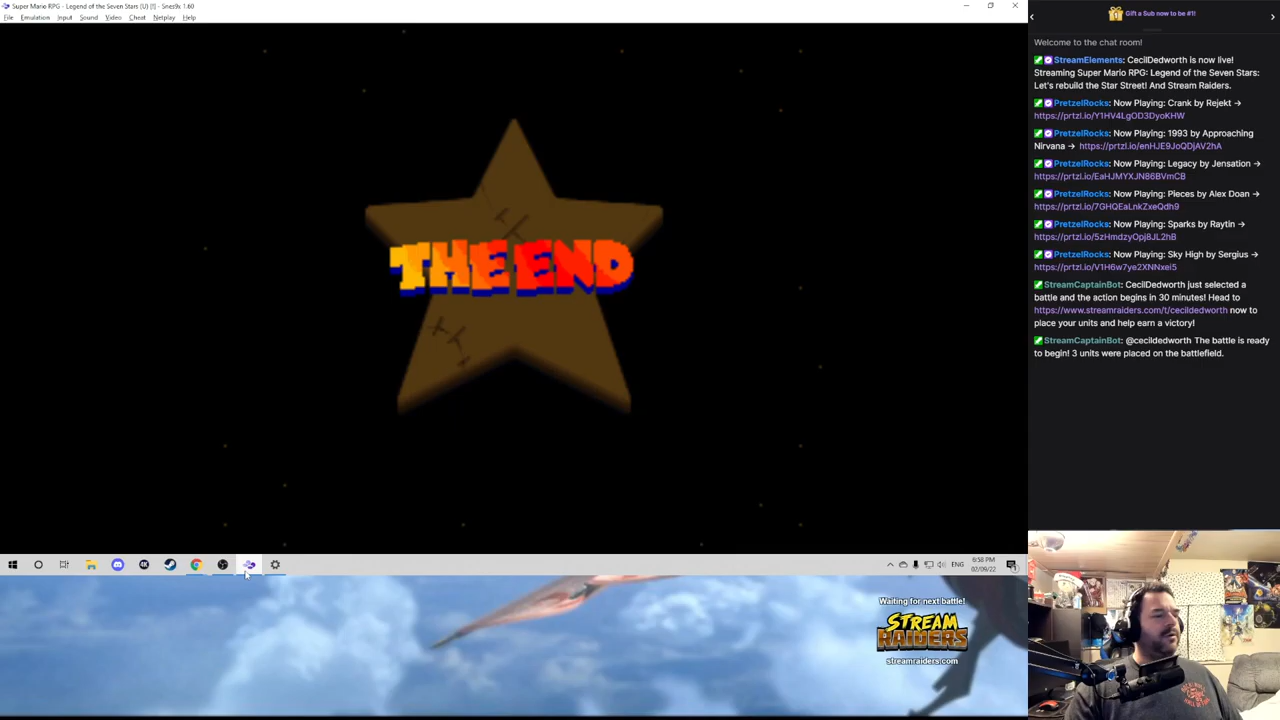 Super Mario RPG - Legend of the Seven Stars (U) [!] - Snes9x 1.60
File Emulation Input Sound Video Cheat Netplay Help
THE END
ENG
6:58 PM
02/09/22
Waiting for next battle!
STREAM
RAIDERS
streamraiders.com
Gift a Sub now to be #1!
Welcome to the chat room!
StreamElements: CecilDedworth is now live!
Streaming Super Mario RPG: Legend of the Seven Stars:
Let's rebuild the Star Street! And Stream Raiders.
PretzelRocks: Now Playing: Crank by Rejekt →
https://prtzl.io/Y1HV4LgOD3DyoKHW
PretzelRocks: Now Playing: 1993 by Approaching
Nirvana → https://prtzl.io/enHJE9JoQDjAV2hA
PretzelRocks: Now Playing: Legacy by Jensation →
https://prtzl.io/EaHJMYXJN86BVmCB
PretzelRocks: Now Playing: Pieces by Alex Doan →
https://prtzl.io/7GHQEaLnkZxeQdh9
PretzelRocks: Now Playing: Sparks by Raytin →
https://prtzl.io/5zHmdzyOpj8JL2hB
PretzelRocks: Now Playing: Sky High by Sergius →
https://prtzl.io/V1H6w7ye2XNNxei5
StreamCaptainBot: CecilDedworth just selected a
battle and the action begins in 30 minutes! Head to
https://www.streamraiders.com/t/cecildedworth now to
place your units and help earn a victory!
StreamCaptainBot: @cecildedworth The battle is ready
to begin! 3 units were placed on the battlefield.